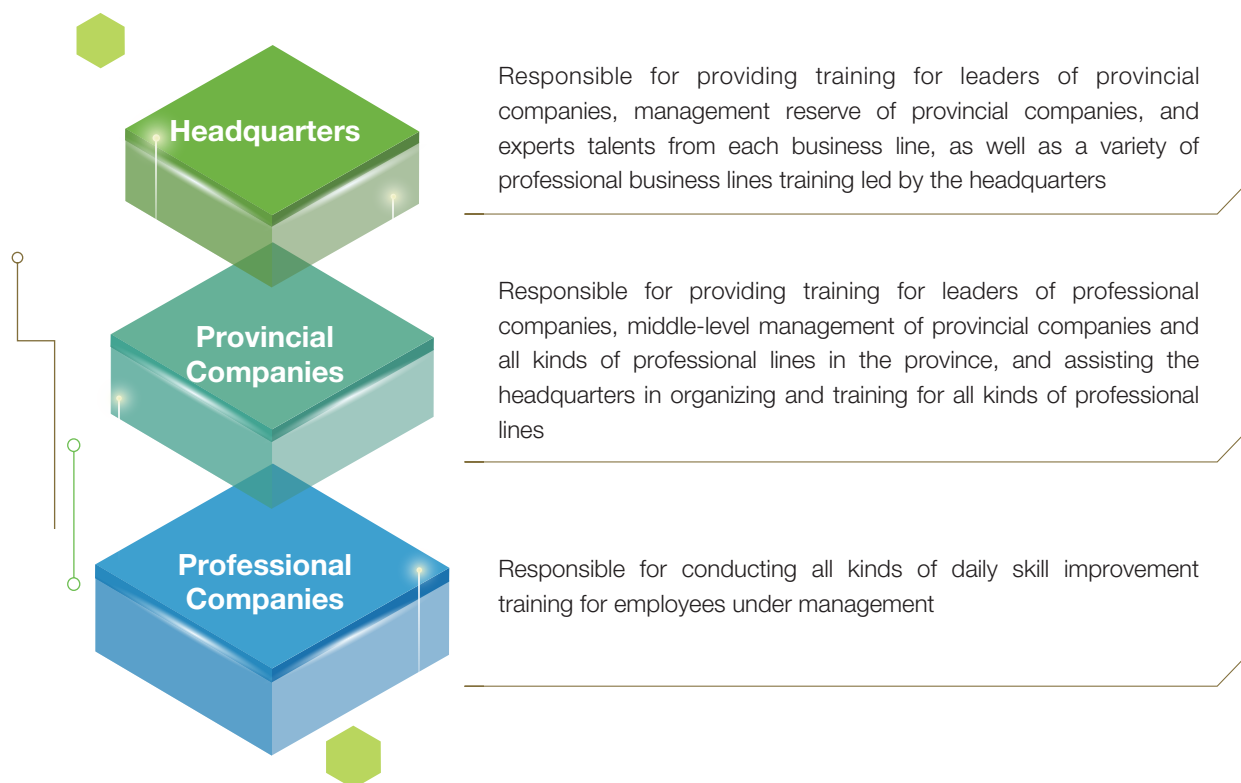 Headquarters
Responsible for providing training for leaders of provincial
companies, management reserve of provincial companies, and
experts talents from each business line, as well as a variety of
professional business lines training led by the headquarters
Provincial
Companies
Responsible for providing training for leaders of professional
companies, middle-level management of provincial companies and
all kinds of professional lines in the province, and assisting the
headquarters in organizing and training for all kinds of professional
lines
Professional
Companies
Responsible for conducting all kinds of daily skill improvement
training for employees under management